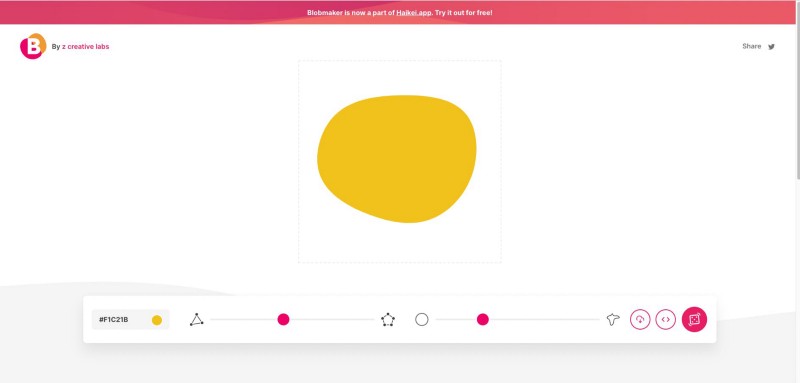 Blobmaker is now a part of Haikei.app. Try it out for free!
B By z creative labs
Share
#F1C21B